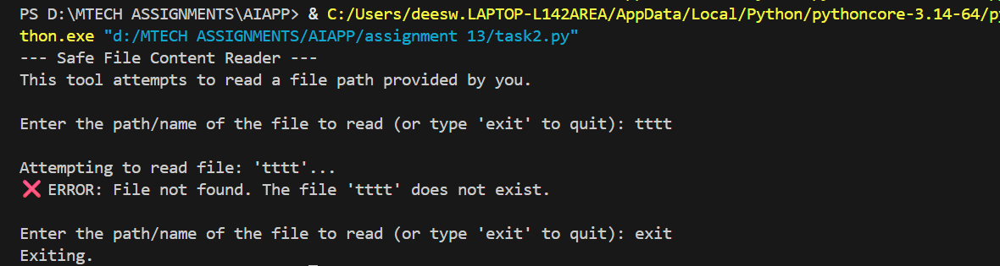 PS D:\MTECH ASSIGNMENTS\AIAPP> & C:/Users/deesw.LAPTOP-L142AREA/AppData/Local/Python/pythoncore-3.14-64/py
thon.exe "d:/MTECH ASSIGNMENTS/AIAPP/assignment 13/task2.py"
--- Safe File Content Reader ---
This tool attempts to read a file path provided by you.
Enter the path/name of the file to read (or type 'exit' to quit): tttt
Attempting to read file: 'tttt'...
❌ ERROR: File not found. The file 'tttt' does not exist.
Enter the path/name of the file to read (or type 'exit' to quit): exit
Exiting.